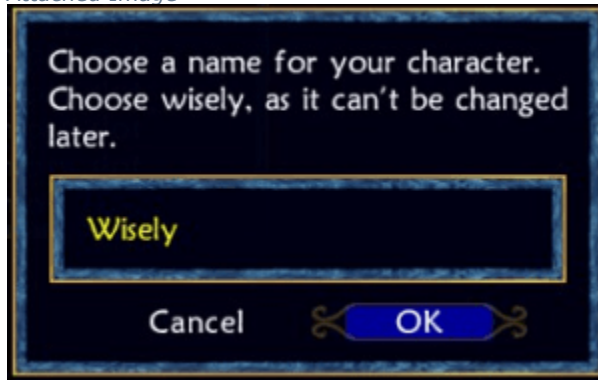 Choose a name for your character.
Choose wisely, as it can't be changed
later.
Wisely
Cancel OK